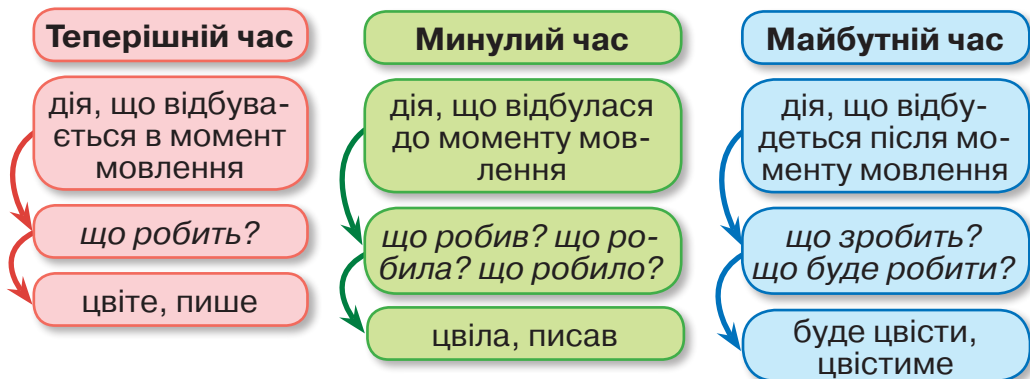 Теперішній час
дія, що відбува-
ється в момент
мовлення
що робить?
цвіте, пише
Минулий час
дія, що відбулася
до моменту мов-
лення
що робив? що ро-
била? що робило?
цвіла, писав
Майбутній час
дія, що відбу-
деться після мо-
менту мовлення
що зробить?
що буде робити?
буде цвісти,
цвістиме